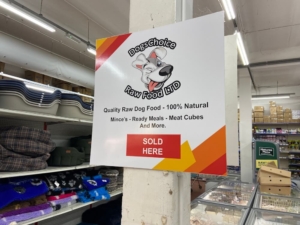 DogsChoice
Raw Food LTD
Quality Raw Dog Food - 100% Natural
Mince's - Ready Meals - Meat Cubes
And More.
SOLD
HERE